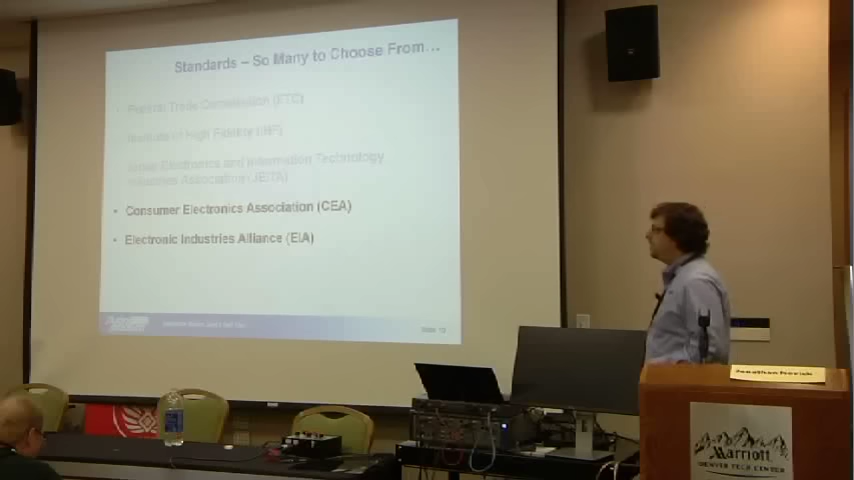 Standards – So Many to Choose From…
• Federal Trade Commission (FTC)
Institute of High Fidelity (IHF)
Japan Electronics and Information Technology
Industries Association (JEITA)
• Consumer Electronics Association (CEA)
• Electronic Industries Alliance (EIA)
Slide
Marriott
DENVER TECH CENTER